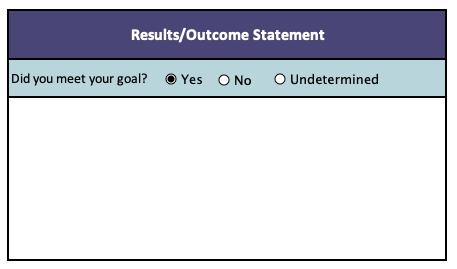 Results/Outcome Statement
Did you meet your goal? Yes No Undetermined